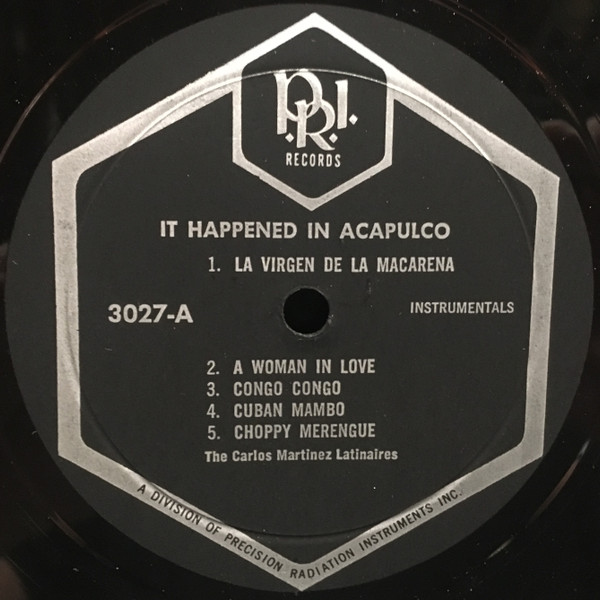 P.R.I.
RECORDS
IT HAPPENED IN ACAPULCO
1. LA VIRGEN DE LA MACARENA
3027-A
INSTRUMENTALS
2. A WOMAN IN LOVE
3. CONGO CONGO
4. CUBAN MAMBO
5. CHOPPY MERENGUE
The Carlos Martinez Latinaires
A DIVISION OF PRECISION RADIATION INSTRUMENTS INC.